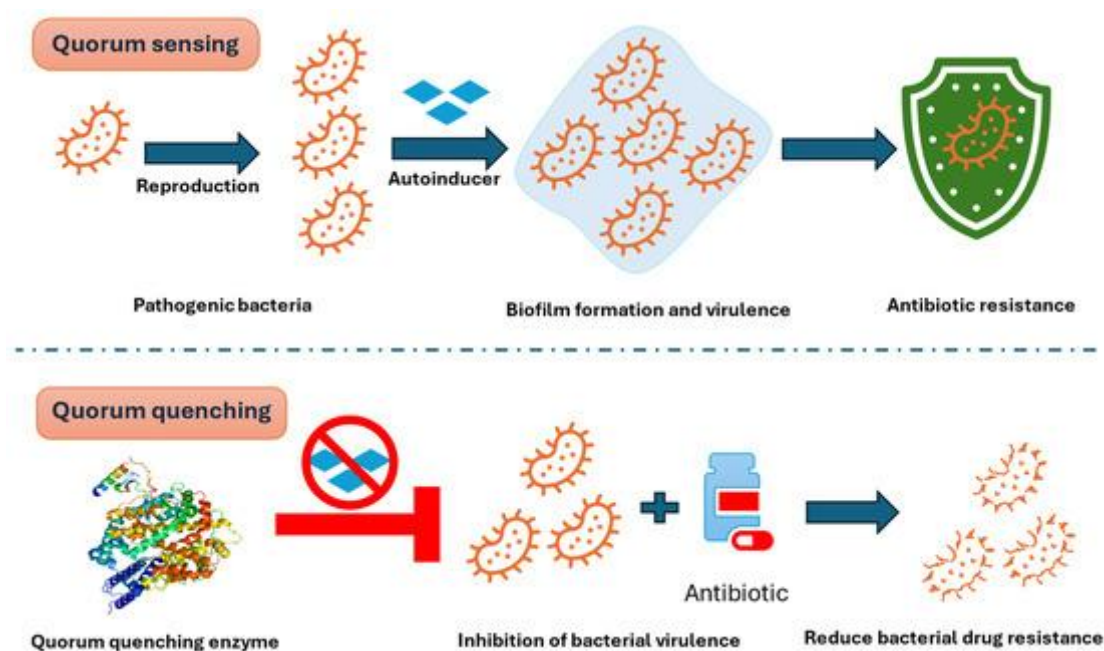 Quorum sensing
Reproduction
Autoinducer
Pathogenic bacteria
Biofilm formation and virulence
Antibiotic resistance
Quorum quenching
Antibiotic
Quorum quenching enzyme
Inhibition of bacterial virulence
Reduce bacterial drug resistance